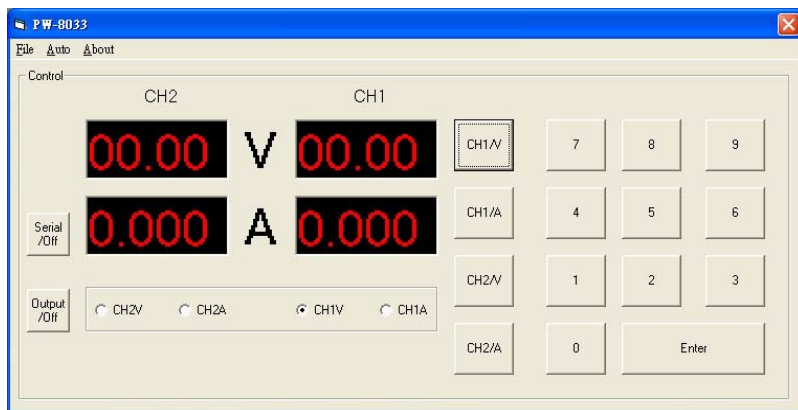 PW-8033
File Auto About
Control
CH2 CH1
00.00 V 00.00
0.000 A 0.000
Serial
/Off
Output
/Off
CH2V CH2A CH1V CH1A
CH1/V 7 8 9
CH1/A 4 5 6
CH2/V 1 2 3
CH2/A 0 Enter